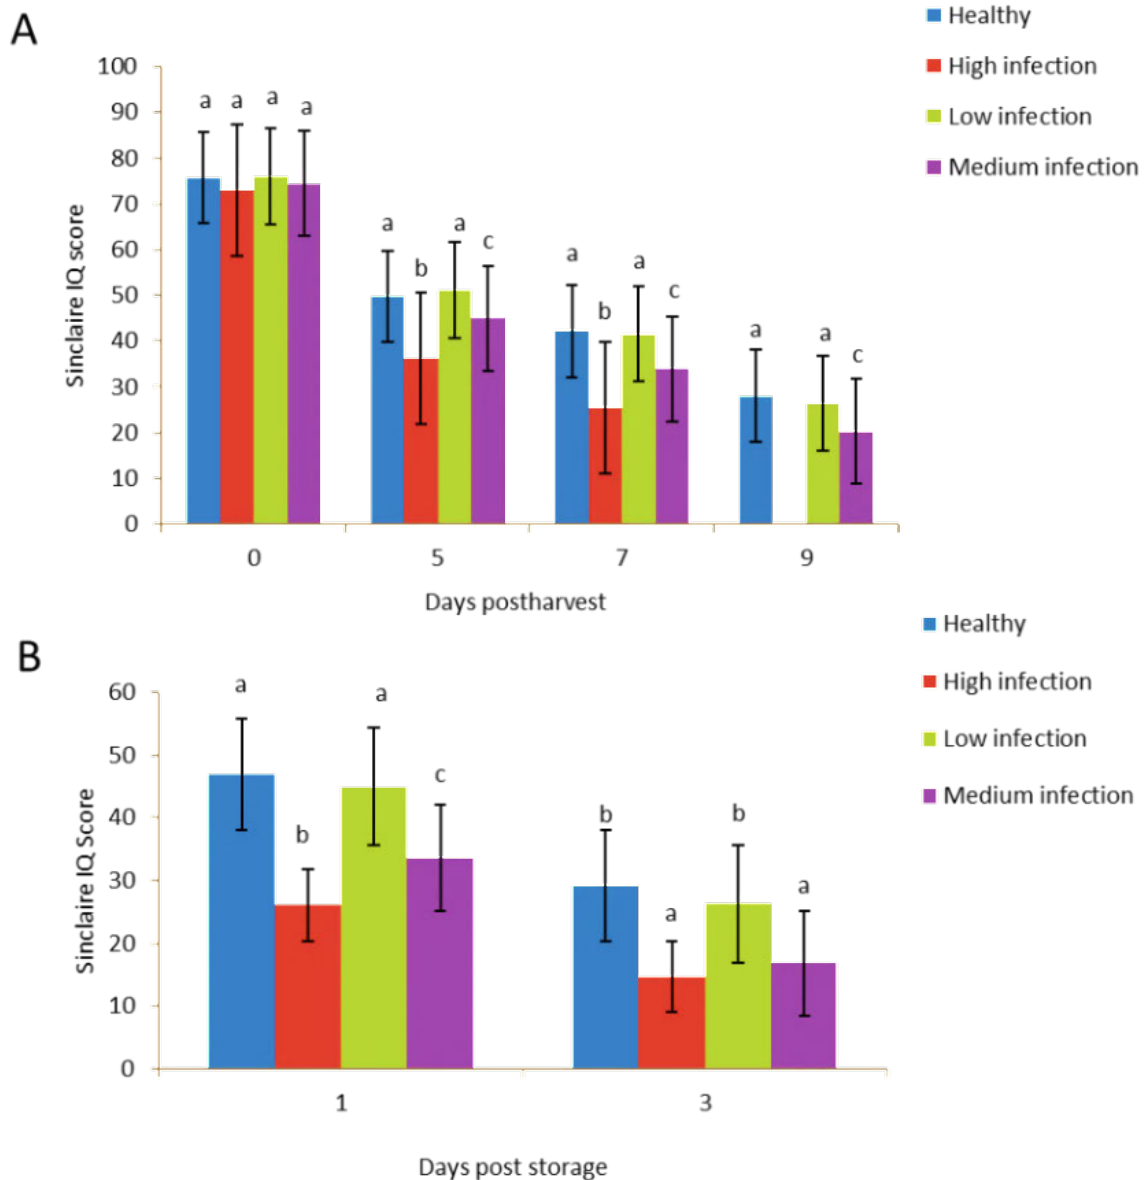 A
Healthy
High infection
Low infection
Medium infection
Sinclaire IQ score
100
90
80
70
60
50
40
30
20
10
0
a a a a
a b a c
a b a c
a a c
0 5 7 9
Days postharvest
B
Healthy
High infection
Low infection
Medium infection
Sinclaire IQ Score
60
50
40
30
20
10
0
a b a c
b a b a
1 3
Days post storage